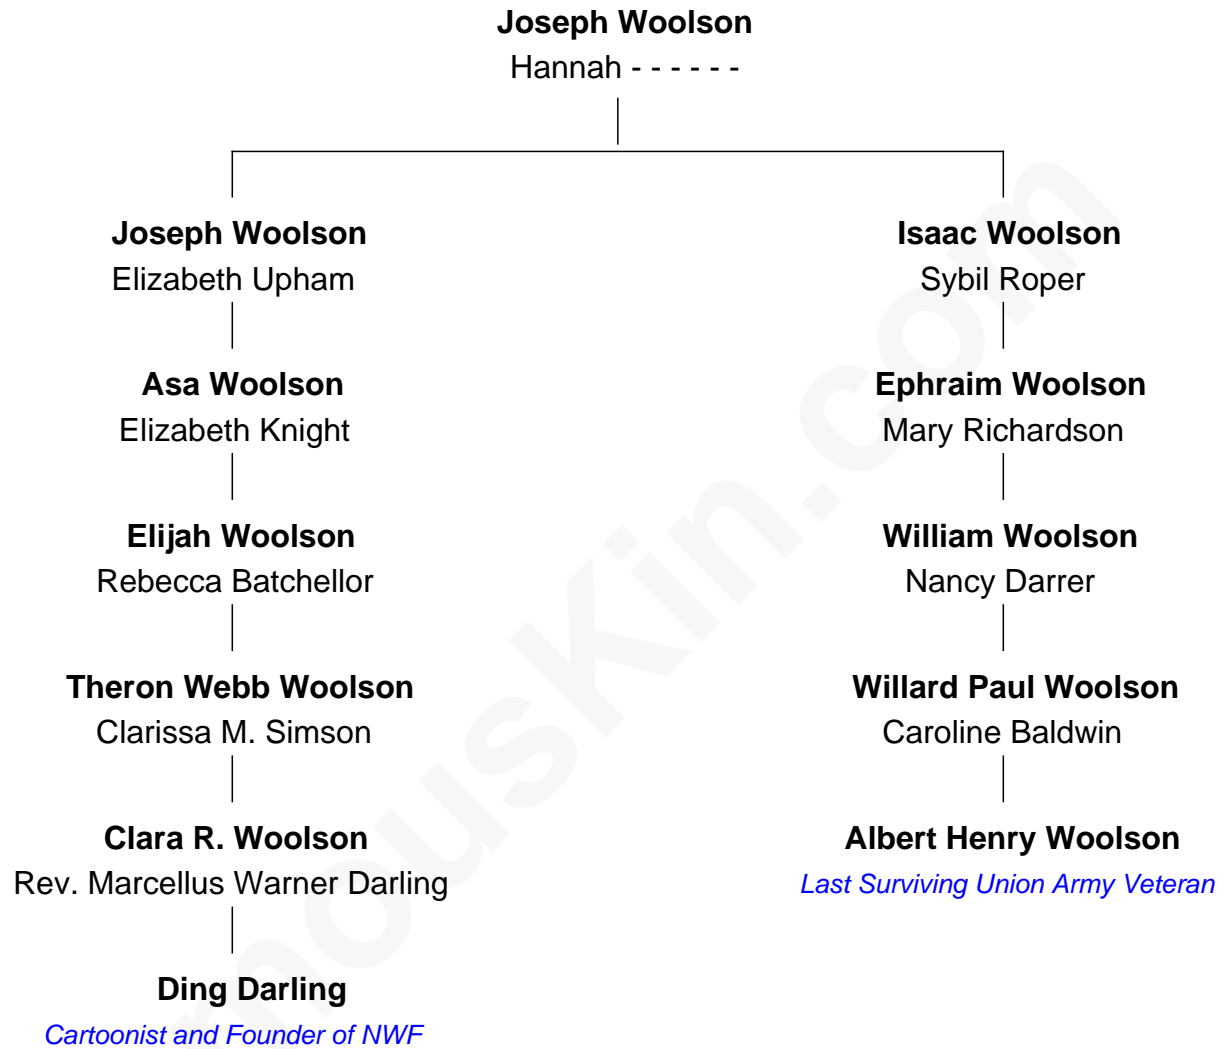 Joseph Woolson
Hannah - - - - - -
Joseph Woolson
Elizabeth Upham
Asa Woolson
Elizabeth Knight
Elijah Woolson
Rebecca Batchellor
Theron Webb Woolson
Clarissa M. Simson
Clara R. Woolson
Rev. Marcellus Warner Darling
Ding Darling
Cartoonist and Founder of NWF
Isaac Woolson
Sybil Roper
Ephraim Woolson
Mary Richardson
William Woolson
Nancy Darrer
Willard Paul Woolson
Caroline Baldwin
Albert Henry Woolson
Last Surviving Union Army Veteran
mousKin.com